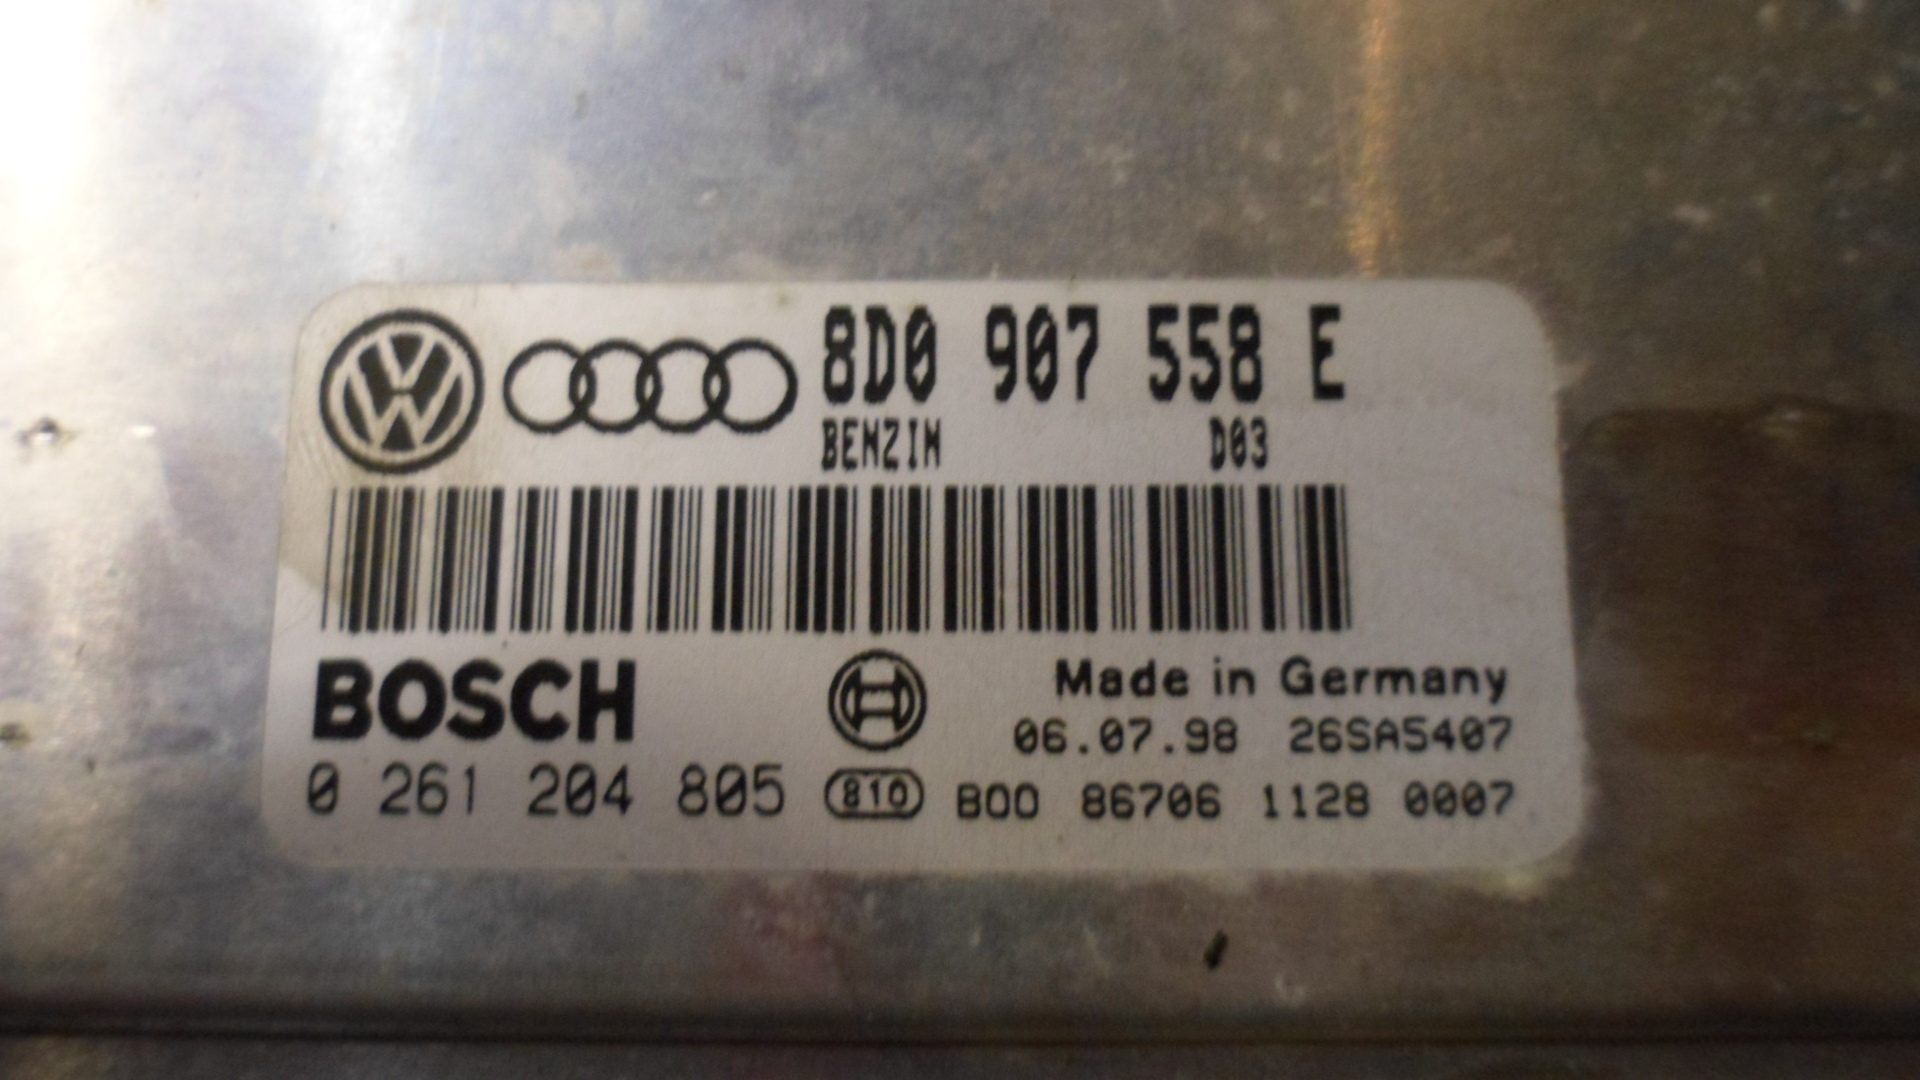 8D0 907 558 E
BENZIN D03
BOSCH
Made in Germany
06.07.98 26SA5407
0 261 204 805 810 B00 86706 1128 0007